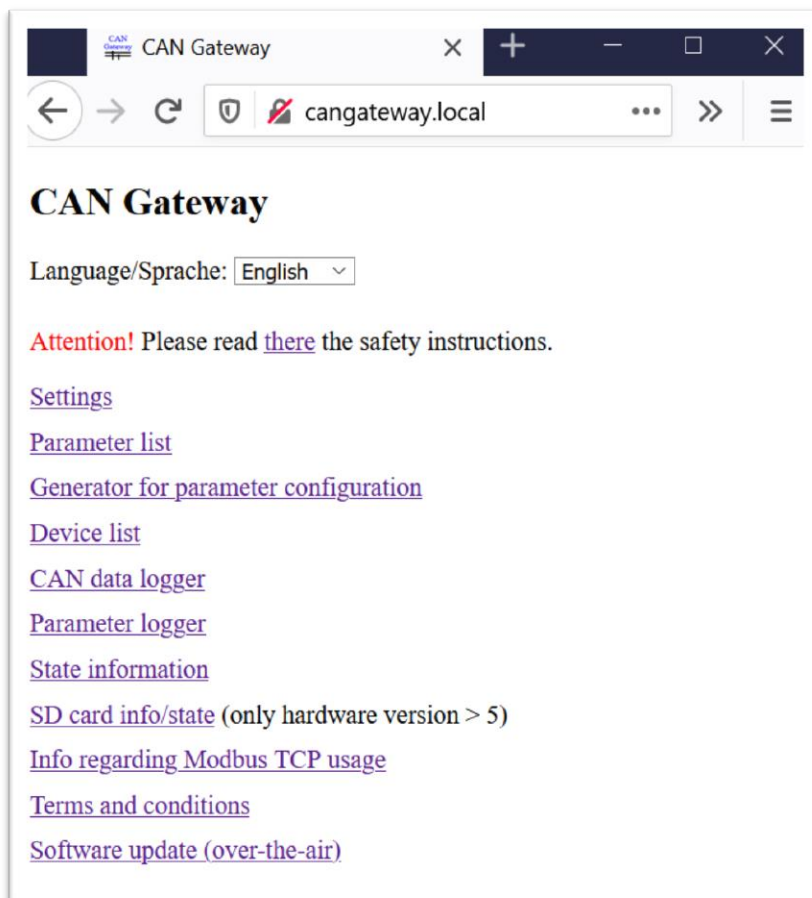 CAN
Gateway
CAN Gateway
cangateway.local
CAN Gateway
Language/Sprache: English
Attention! Please read there the safety instructions.
Settings
Parameter list
Generator for parameter configuration
Device list
CAN data logger
Parameter logger
State information
SD card info/state (only hardware version > 5)
Info regarding Modbus TCP usage
Terms and conditions
Software update (over-the-air)